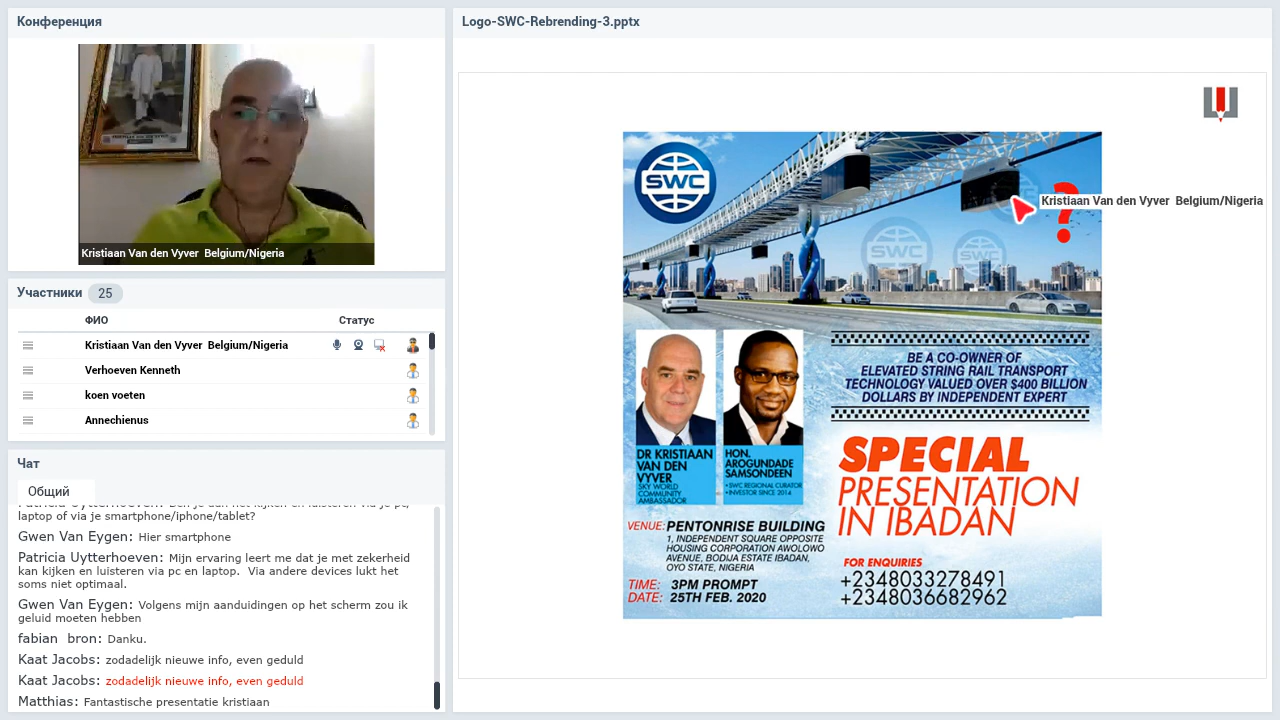 Конференция
Kristiaan Van den Vyver  Belgium/Nigeria
Участники 25
ФИО Статус
Kristiaan Van den Vyver  Belgium/Nigeria
Verhoeven Kenneth
koen voeten
Annechienus
Чат
Общий
laptop of via je smartphone/iphone/tablet?
Gwen Van Eygen: Hier smartphone
Patricia Uytterhoeven: Mijn ervaring leert me dat je met zekerheid
kan kijken en luisteren via pc en laptop.  Via andere devices lukt het
soms niet optimaal.
Gwen Van Eygen: Volgens mijn aanduidingen op het scherm zou ik
geluid moeten hebben
fabian  bron: Danku.
Kaat Jacobs: zodadelijk nieuwe info, even geduld
Kaat Jacobs: zodadelijk nieuwe info, even geduld
Matthias: Fantastische presentatie kristiaan
Logo-SWC-Rebrending-3.pptx
SWC
?
Kristiaan Van den Vyver  Belgium/Nigeria
SWC
SWC
BE A CO-OWNER OF
ELEVATED STRING RAIL TRANSPORT
TECHNOLOGY VALUED OVER $400 BILLION
DOLLARS BY INDEPENDENT EXPERT
DR KRISTIAAN
VAN DEN
VYVER
SKY WORLD
COMMUNITY
AMBASSADOR
HON.
AROGUNDADE
SAMSONDEEN
• SWC REGIONAL CURATOR
• INVESTOR SINCE 2014
SPECIAL
PRESENTATION
IN IBADAN
VENUE: PENTONRISE BUILDING
1, INDEPENDENT SQUARE OPPOSITE
HOUSING CORPORATION AWOLOWO
AVENUE, BODIJA ESTATE IBADAN,
OYO STATE, NIGERIA
TIME: 3PM PROMPT
DATE: 25TH FEB. 2020
FOR ENQUIRIES
+2348033278491
+2348036682962